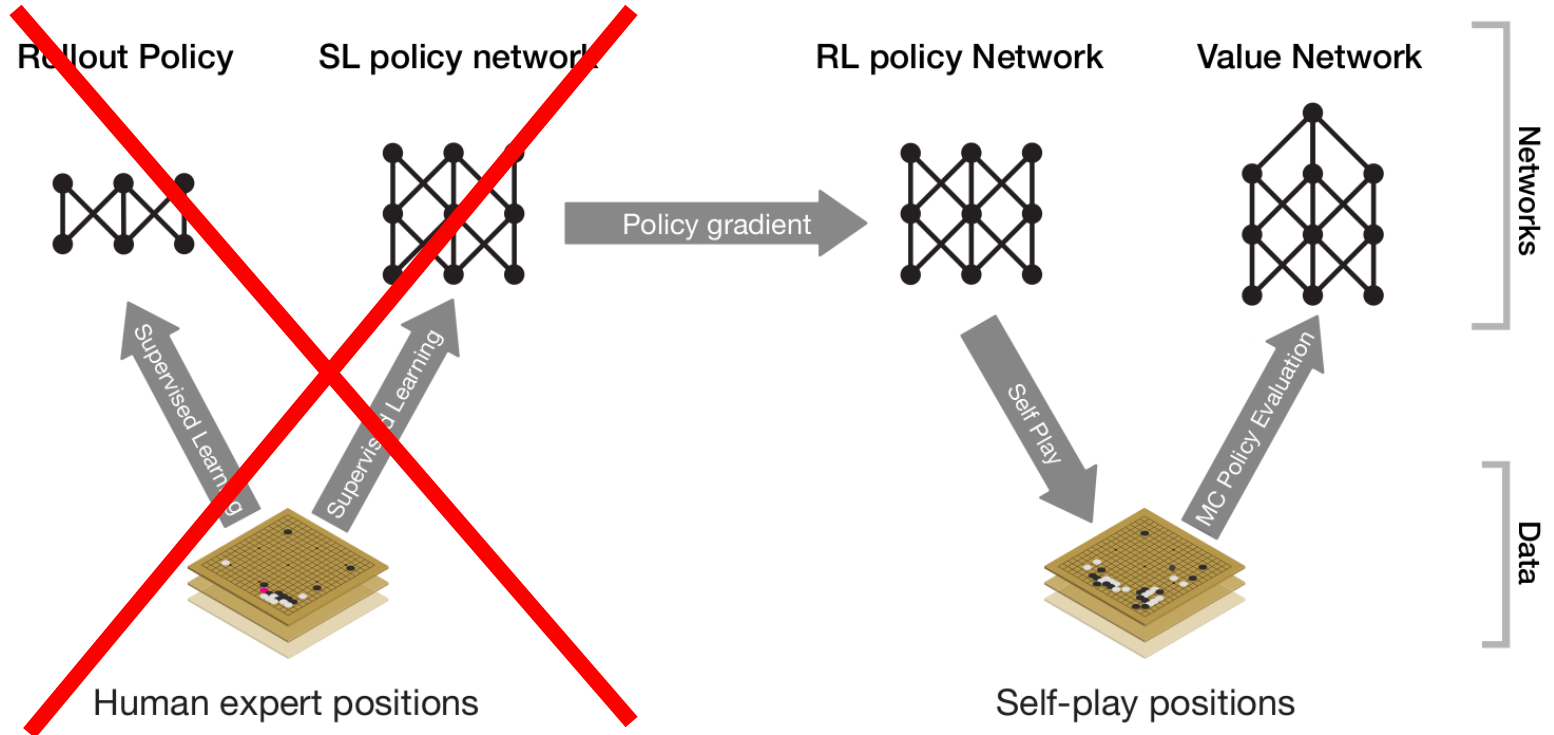 Rollout Policy
SL policy network
RL policy Network
Value Network
Networks
Policy gradient
Supervised Learning
Supervised Learning
Self Play
MC Policy Evaluation
Data
Human expert positions
Self-play positions